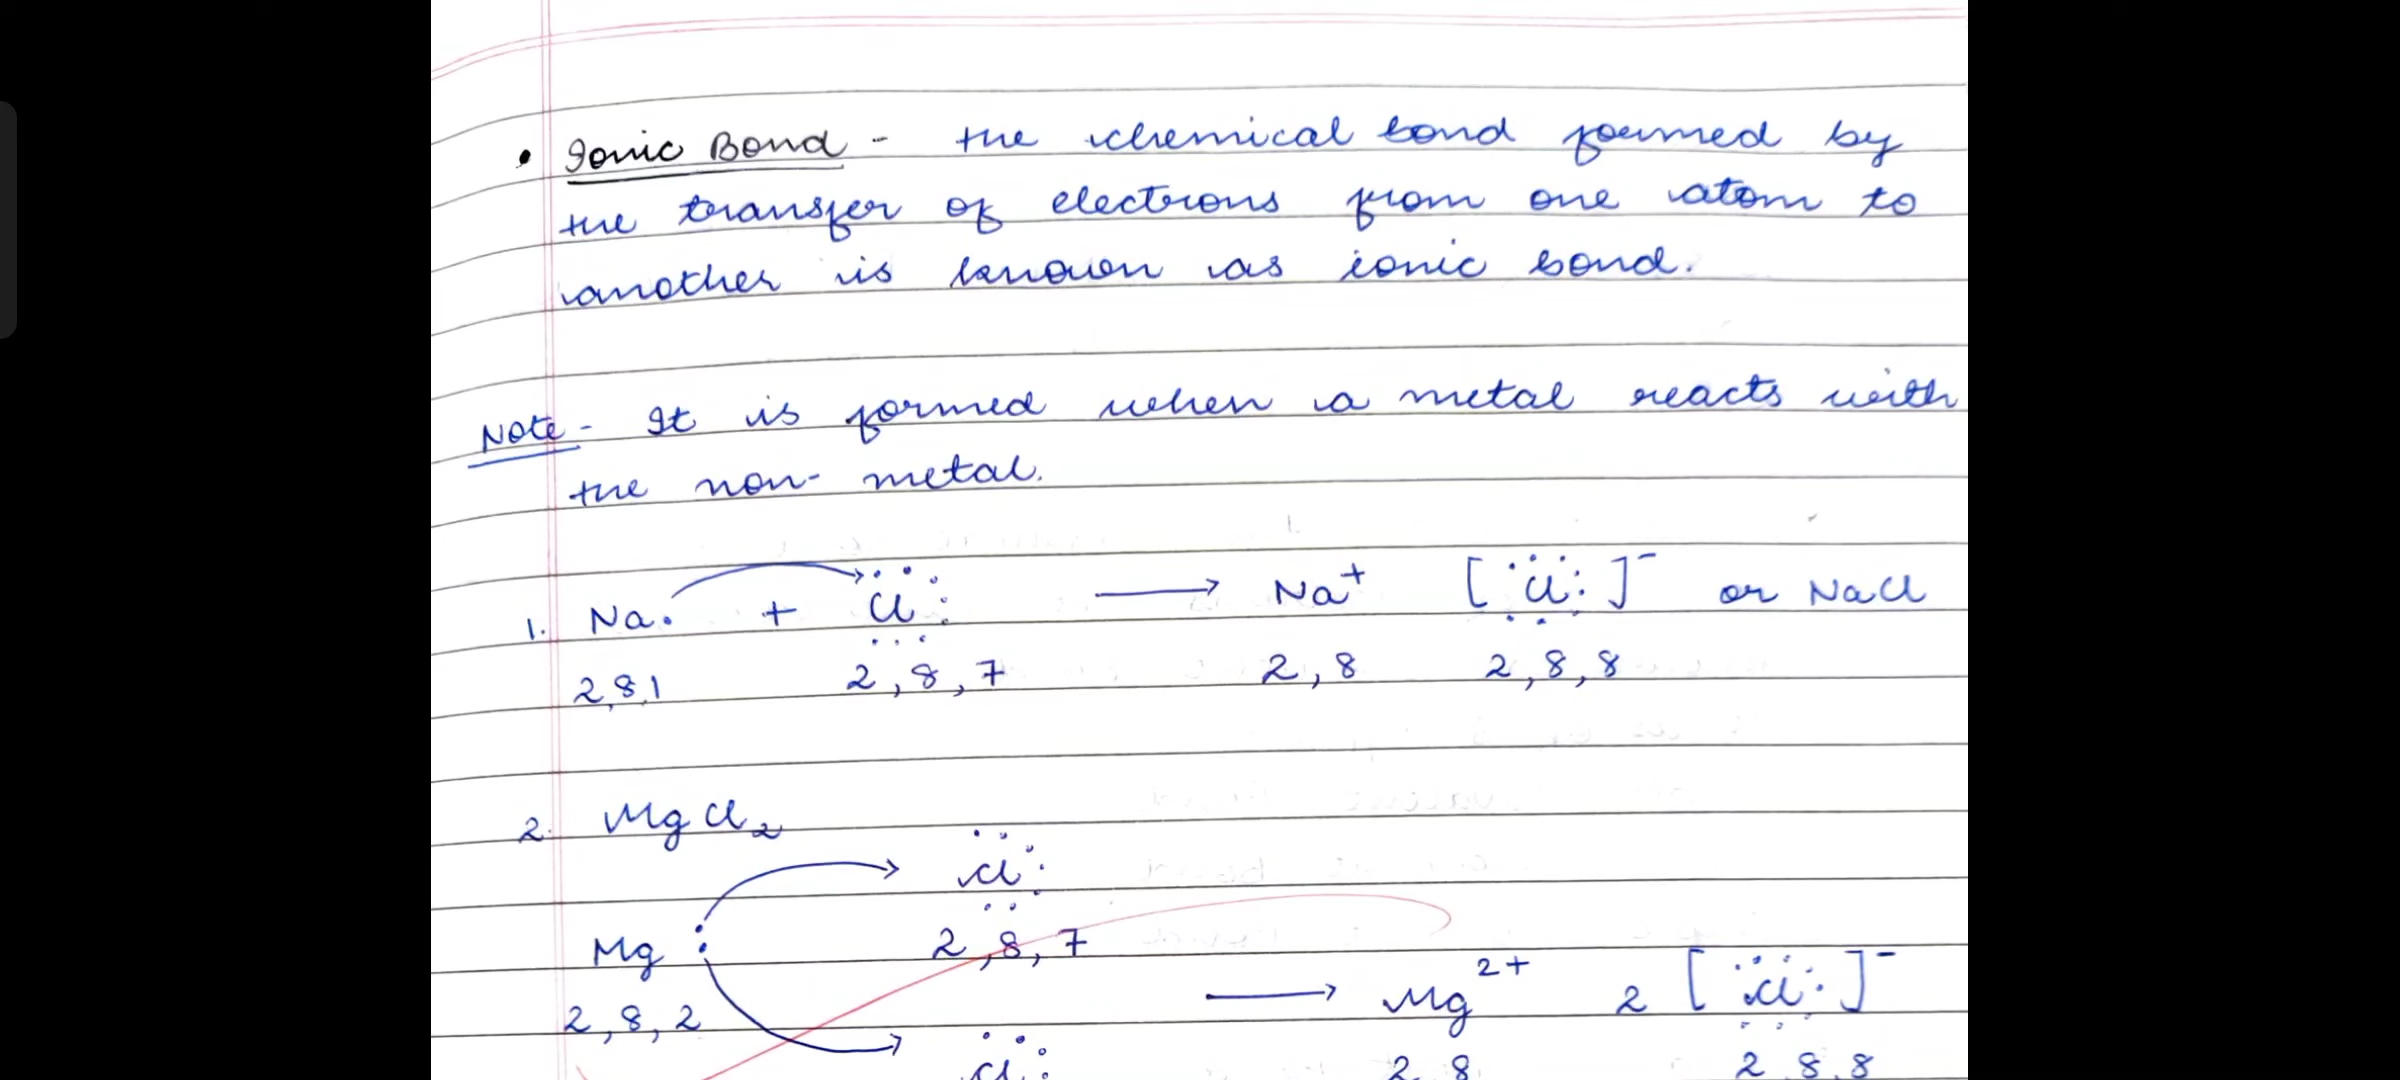 • Ionic Bond - the chemical bond formed by
the transfer of electrons from one atom to
another is known as ionic bond.
Note - It is formed when a metal reacts with
the non-metal.
1. Na. + Cl → Na⁺ [Cl]⁻ or NaCl
2,8,1 2,8,7 2,8 2,8,8
2. MgCl₂
Cl
2,8,7
Mg: → Mg²⁺ 2[Cl]⁻
2,8,2
Cl 2 8 2 8,8